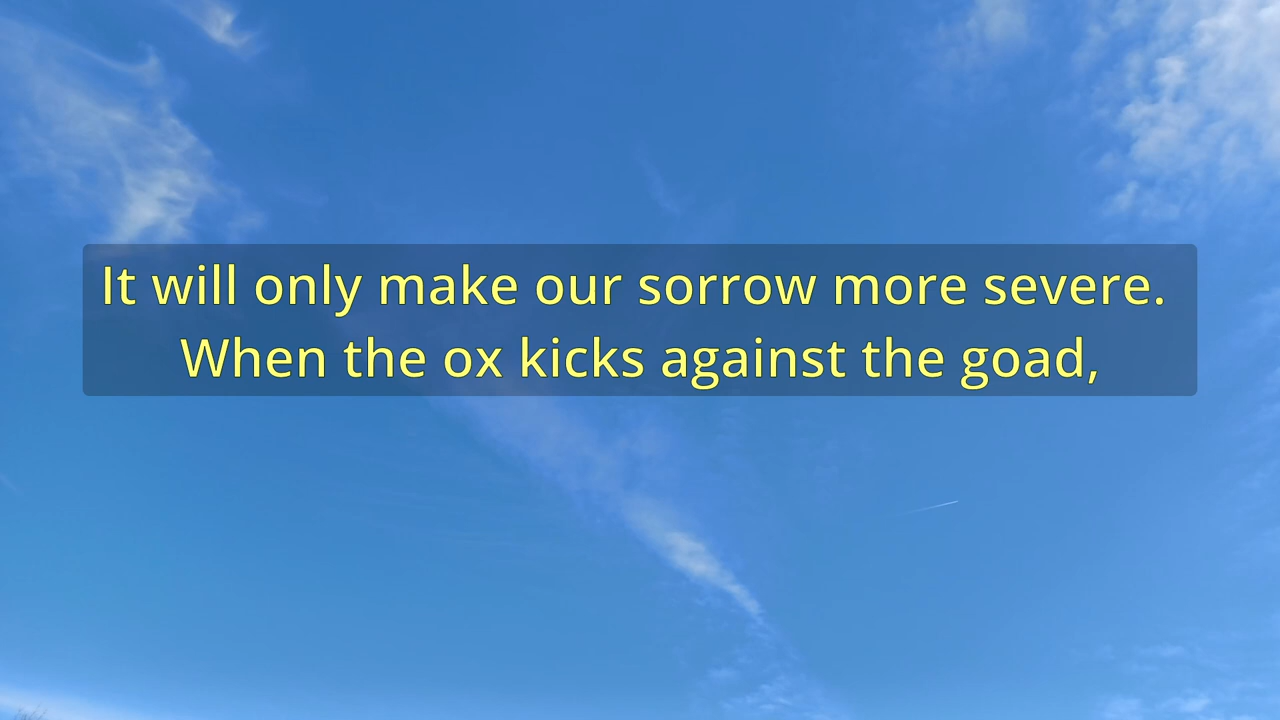 It will only make our sorrow more severe.
When the ox kicks against the goad,